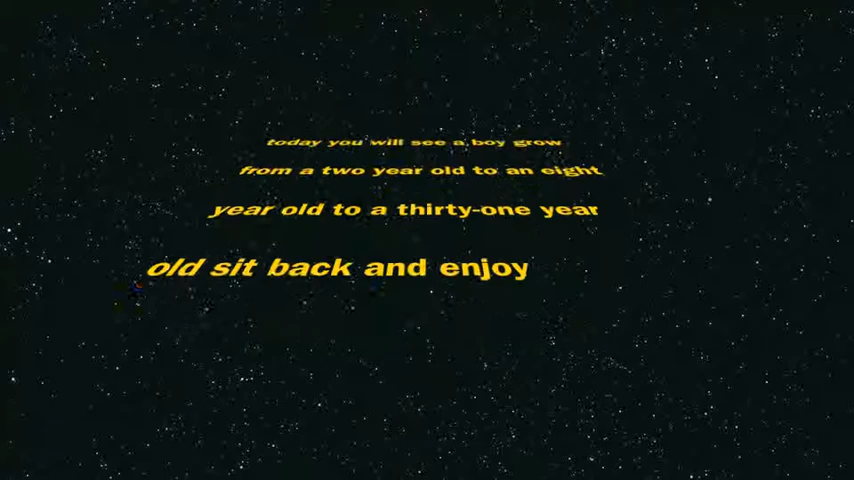 today you will see a boy grow
from a two year old to an eight
year old to a thirty-one year
old sit back and enjoy